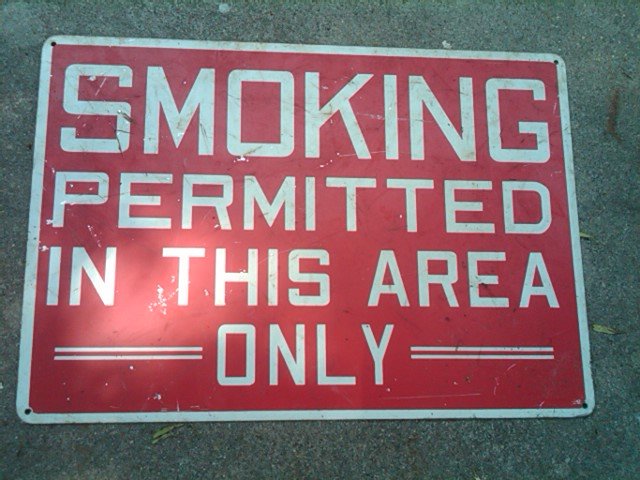 SMOKING
PERMITTED
IN THIS AREA
ONLY